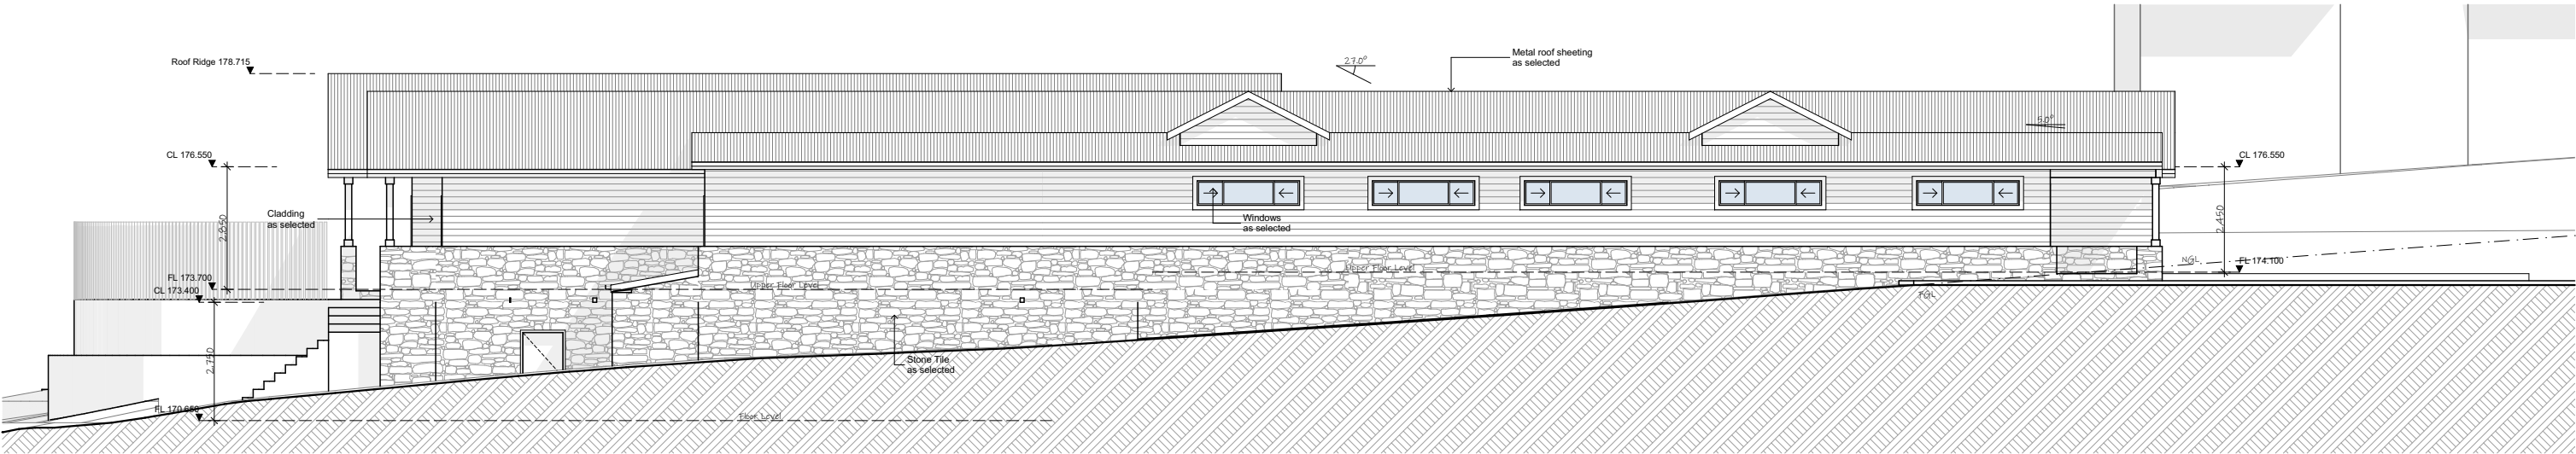 Metal roof sheeting
as selected
Roof Ridge 178.715
27.0°
5.0°
CL 176.550
CL 176.550
Cladding
as selected
2,850
Windows
as selected
2,450
NGL
FL 174.100
Upper Floor Level
FL 173.700
Upper Floor Level
CL 173.400
FGL
2,750
Stone Tile
as selected
FL 170.650
Floor Level